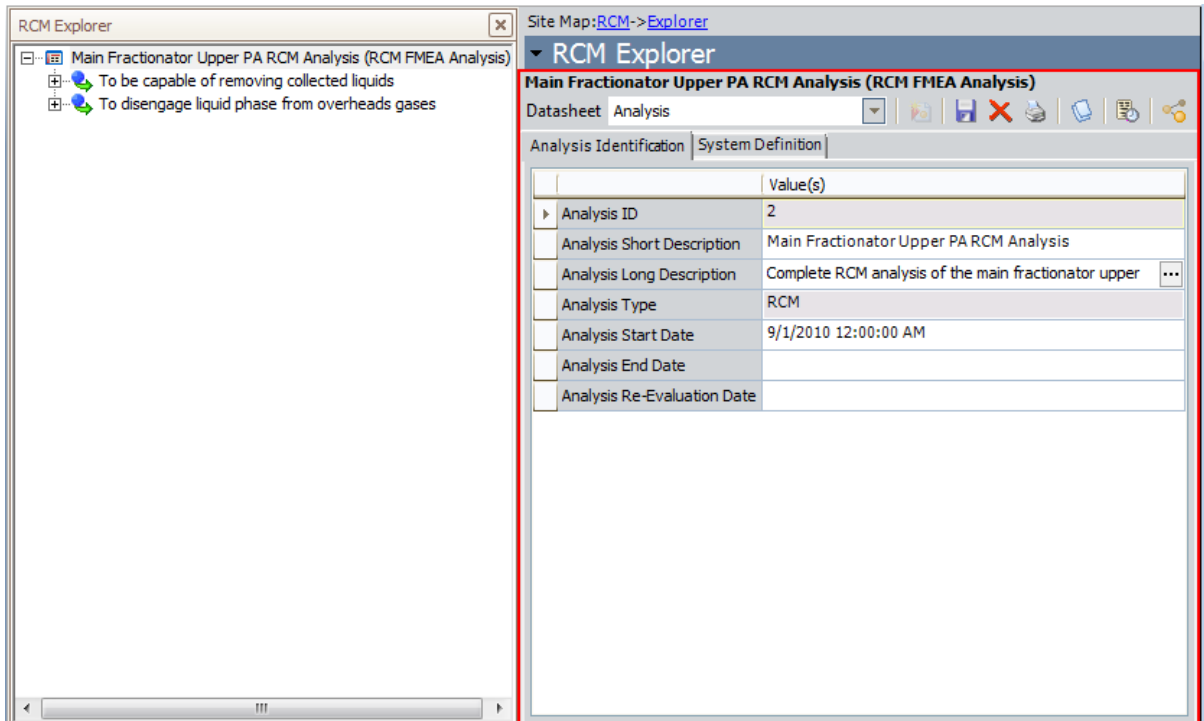 RCM Explorer
Main Fractionator Upper PA RCM Analysis (RCM FMEA Analysis)
To be capable of removing collected liquids
To disengage liquid phase from overheads gases
Site Map:RCM->Explorer
RCM Explorer
Main Fractionator Upper PA RCM Analysis (RCM FMEA Analysis)
Datasheet Analysis
Analysis Identification System Definition
Value(s)
Analysis ID 2
Analysis Short Description Main Fractionator Upper PA RCM Analysis
Analysis Long Description Complete RCM analysis of the main fractionator upper ...
Analysis Type RCM
Analysis Start Date 9/1/2010 12:00:00 AM
Analysis End Date
Analysis Re-Evaluation Date